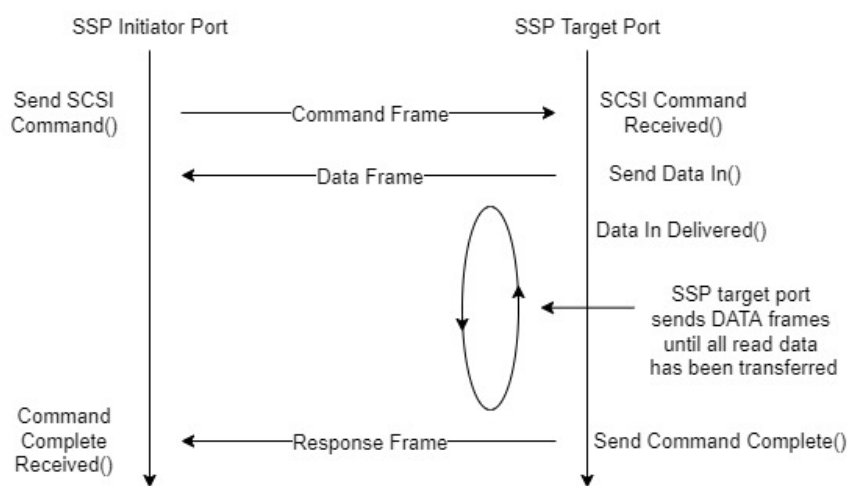 SSP Initiator Port
SSP Target Port
Send SCSI
Command()
Command Frame
SCSI Command
Received()
Data Frame
Send Data In()
Data In Delivered()
SSP target port
sends DATA frames
until all read data
has been transferred
Command
Complete
Received()
Response Frame
Send Command Complete()